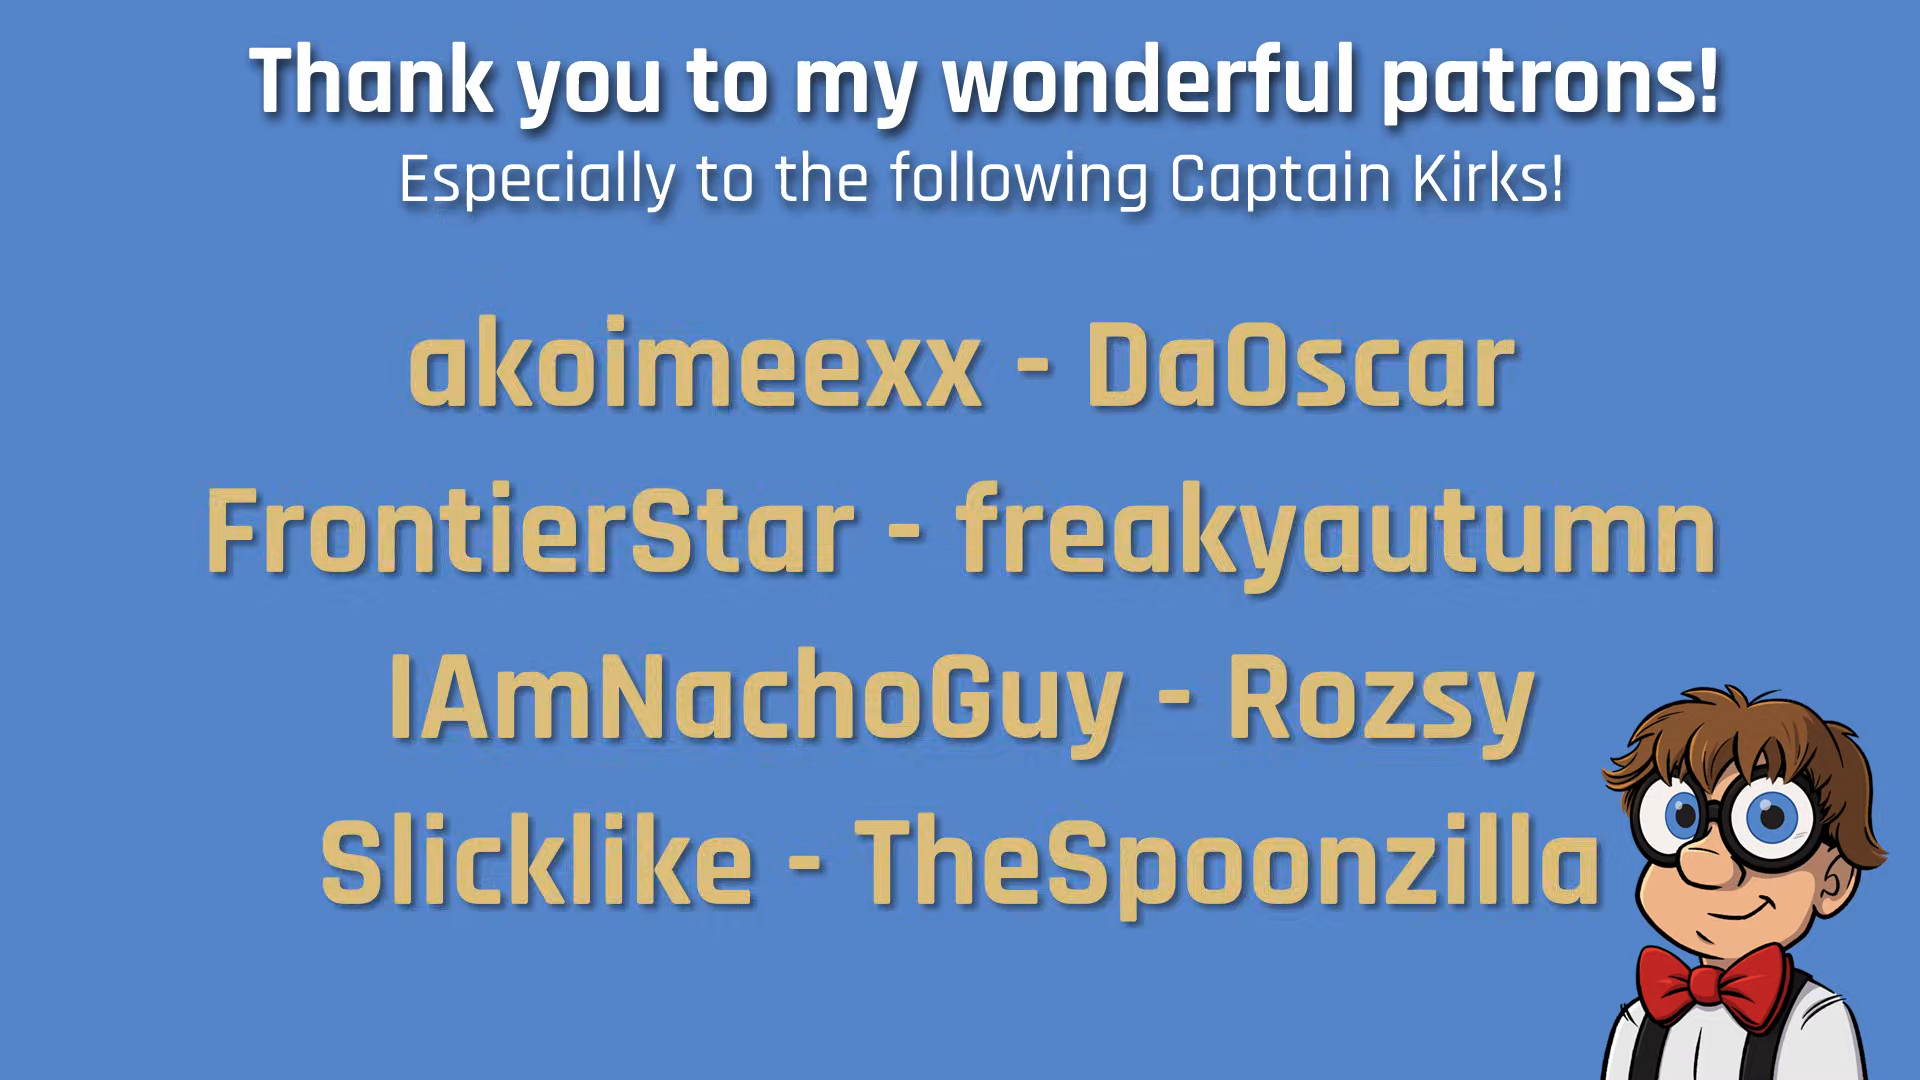 Thank you to my wonderful patrons!
Especially to the following Captain Kirks!
akoimeexx - DaOscar
FrontierStar - freakyautumn
IAmNachoGuy - Rozsy
Slicklike - TheSpoonzilla